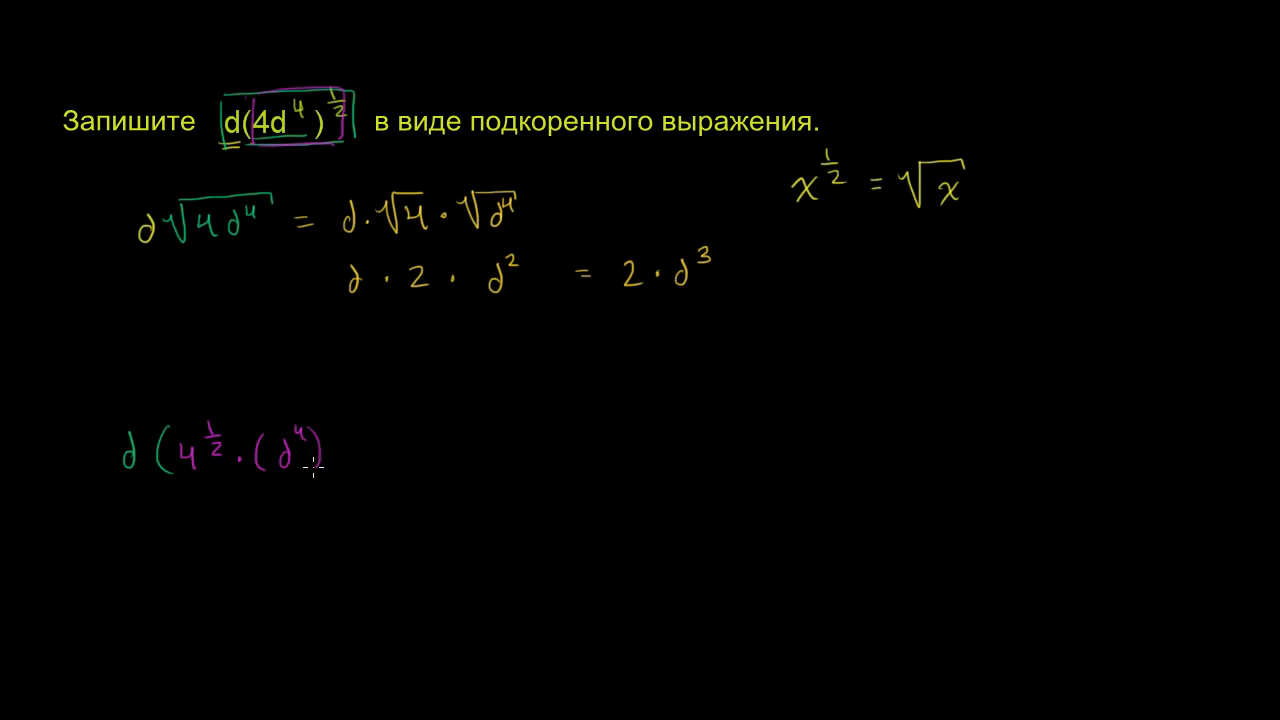 Запишите d(4d⁴)^½ в виде подкоренного выражения.
x^½ = √x
d√4d⁴ = d·√4·√d⁴
d · 2 · d² = 2·d³
d(4^½·(d⁴)